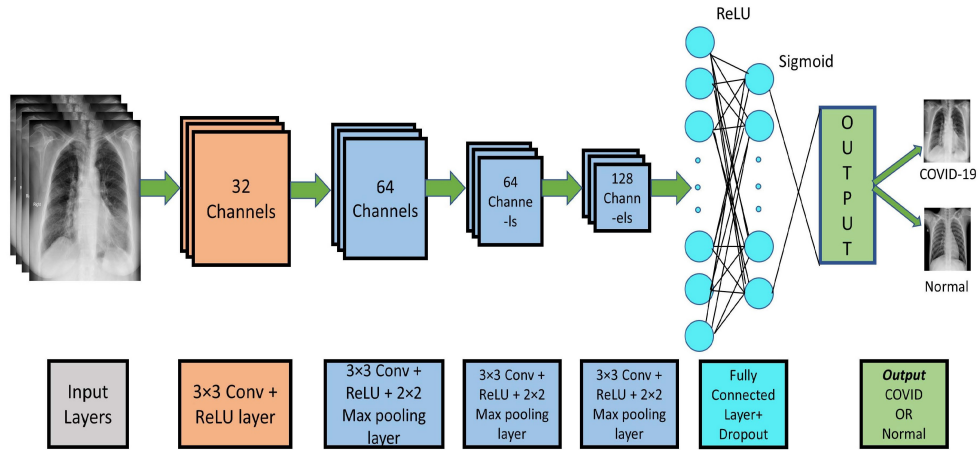 ReLU
Sigmoid
32
Channels
64
Channels
64
Channe
-ls
128
Chann
-els
O
U
T
P
U
T
COVID-19
Normal
Input
Layers
3×3 Conv +
ReLU layer
3×3 Conv +
ReLU + 2×2
Max pooling
layer
3×3 Conv +
ReLU + 2×2
Max pooling
layer
3×3 Conv +
ReLU + 2×2
Max pooling
layer
Fully
Connected
Layer+
Dropout
Output
COVID
OR
Normal